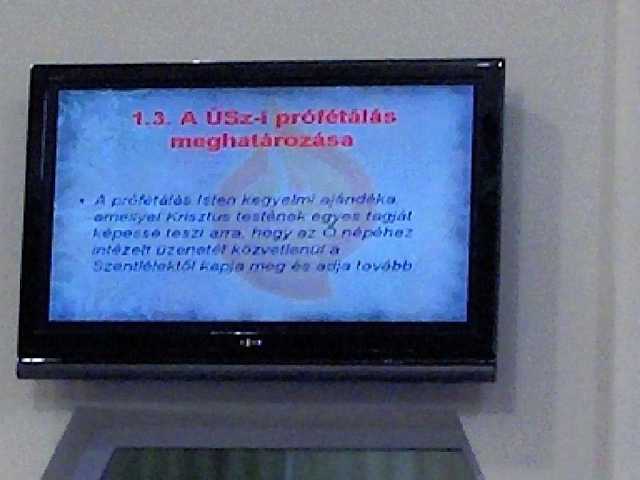 1.3. A ÚSz-i prófétálás
meghatározása
• A prófétálás Isten kegyelmi ajándéka
amellyel Krisztus testének egyes tagját
képessé teszi arra, hogy az Ő népéhez
intézett üzenetét közvetlenül a
Szentlélektől kapja meg és adja tovább